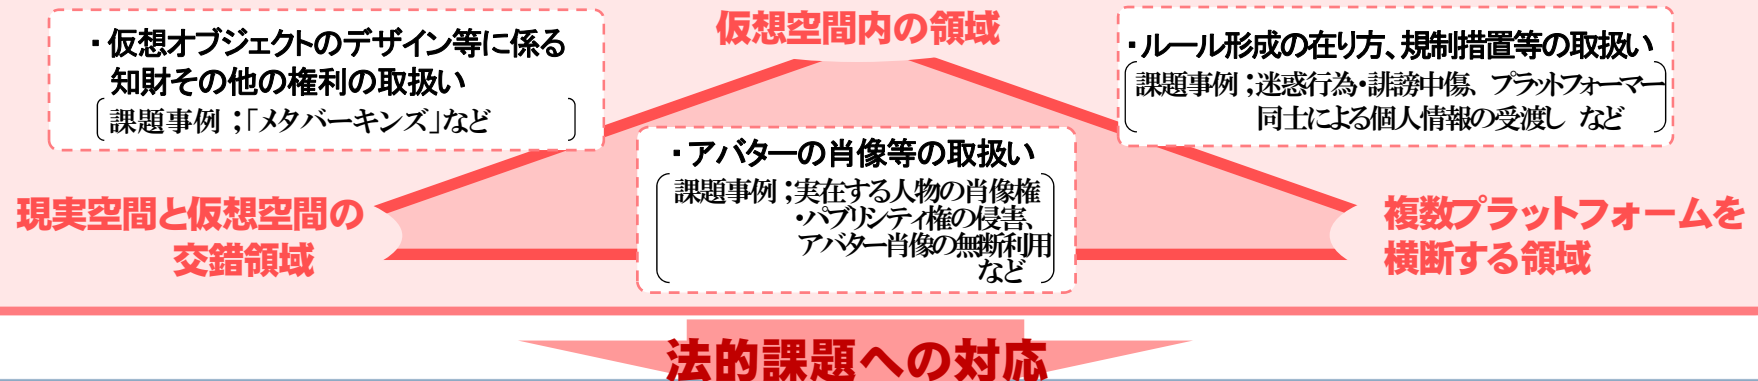 仮想空間内の領域
・仮想オブジェクトのデザイン等に係る
知財その他の権利の取扱い
課題事例；「メタバーキンズ」など
・ルール形成の在り方、規制措置等の取扱い
課題事例；迷惑行為・誹謗中傷、プラットフォーマー
同士による個人情報の受渡し など
・アバターの肖像等の取扱い
課題事例；実在する人物の肖像権
・パブリシティ権の侵害、
アバター肖像の無断利用
など
現実空間と仮想空間の
交錯領域
複数プラットフォームを
横断する領域
法的課題への対応